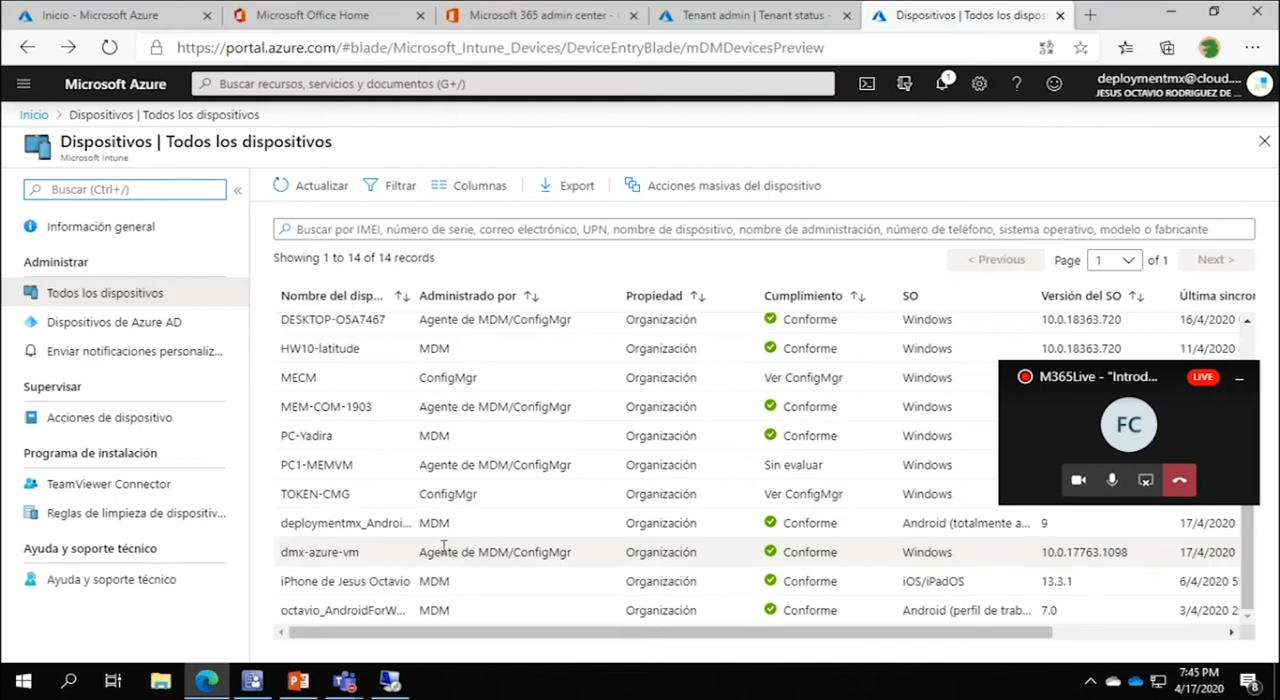 Inicio - Microsoft Azure
Microsoft Office Home
Microsoft 365 admin center -
Tenant admin | Tenant status -
Dispositivos | Todos los dispos
https://portal.azure.com/#blade/Microsoft_Intune_Devices/DeviceEntryBlade/mDMDevicesPreview
Microsoft Azure
Buscar recursos, servicios y documentos (G+/)
1
deploymentmx@cloud....
JESUS OCTAVIO RODRIGUEZ DE ...
Inicio > Dispositivos | Todos los dispositivos
Dispositivos | Todos los dispositivos
Microsoft Intune
Buscar (Ctrl+/)
«
Información general
Administrar
Todos los dispositivos
Dispositivos de Azure AD
Enviar notificaciones personaliz...
Supervisar
Acciones de dispositivo
Programa de instalación
TeamViewer Connector
Reglas de limpieza de dispositiv...
Ayuda y soporte técnico
Ayuda y soporte técnico
Actualizar Filtrar Columnas Export Acciones masivas del dispositivo
Buscar por IMEI, número de serie, correo electrónico, UPN, nombre de dispositivo, nombre de administración, número de teléfono, sistema operativo, modelo o fabricante
Showing 1 to 14 of 14 records
< Previous Page 1 of 1 Next >
Nombre del disp... Administrado por Propiedad Cumplimiento SO Versión del SO Última sincror
DESKTOP-O5A7467 Agente de MDM/ConfigMgr Organización Conforme Windows 10.0.18363.720 16/4/2020
HW10-latitude MDM Organización Conforme Windows 10.0.18363.720 11/4/2020
MECM ConfigMgr Organización Ver ConfigMgr Windows
MEM-COM-1903 Agente de MDM/ConfigMgr Organización Conforme Windows
PC-Yadira MDM Organización Conforme Windows
PC1-MEMVM Agente de MDM/ConfigMgr Organización Sin evaluar Windows
TOKEN-CMG ConfigMgr Organización Ver ConfigMgr Windows
deploymentmx_Androi... MDM Organización Conforme Android (totalmente a... 9 17/4/2020
dmx-azure-vm Agente de MDM/ConfigMgr Organización Conforme Windows 10.0.17763.1098 17/4/2020
iPhone de Jesus Octavio MDM Organización Conforme iOS/iPadOS 13.3.1 6/4/2020 5:
octavio_AndroidForW... MDM Organización Conforme Android (perfil de trab... 7.0 3/4/2020 2
M365Live - "Introd... LIVE
FC
7:45 PM
4/17/2020
8